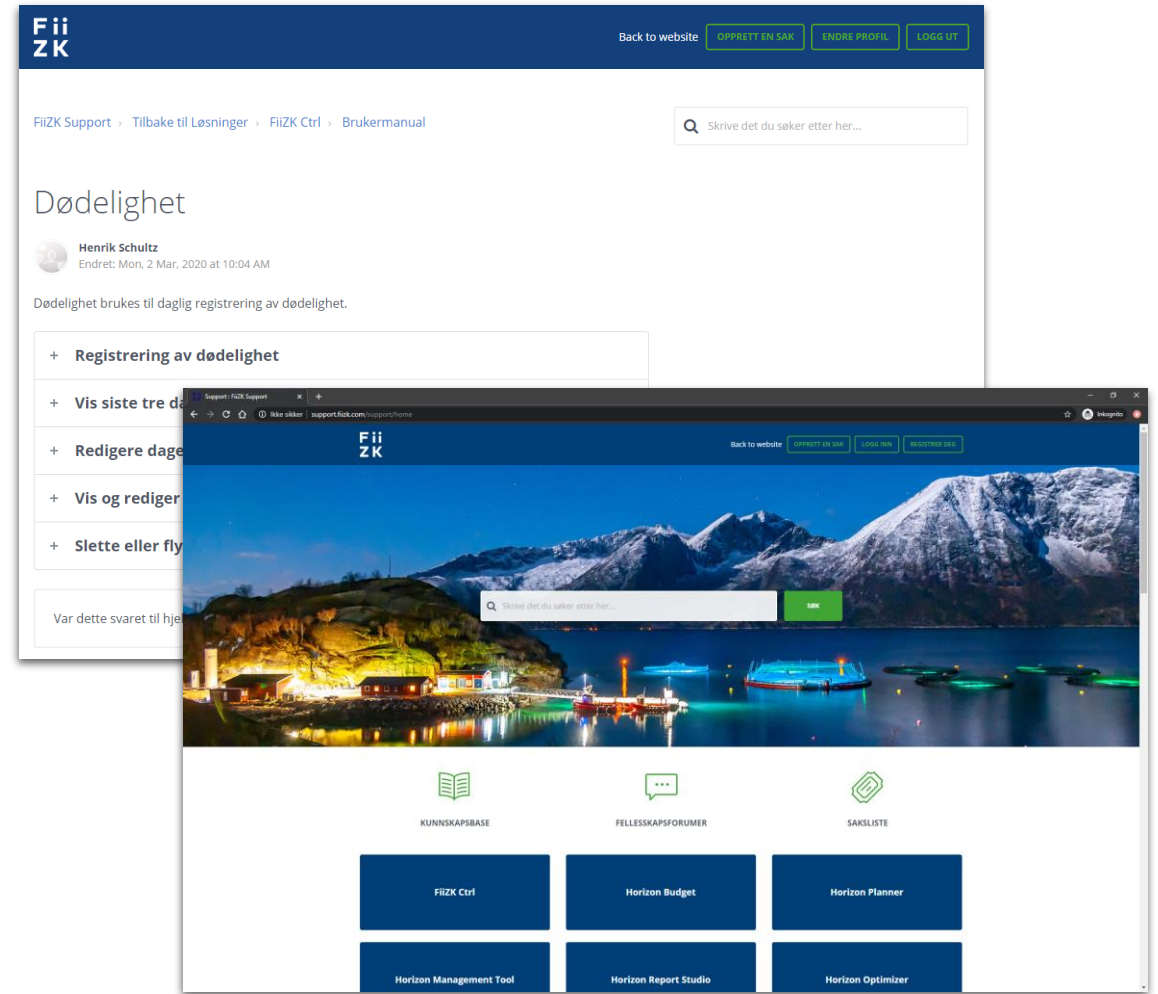 Fii
ZK
Back to website
OPPRETT EN SAK
ENDRE PROFIL
LOGG UT
FiiZK Support › Tilbake til Løsninger › FiiZK Ctrl › Brukermanual
Skrive det du søker etter her...
Dødelighet
Henrik Schultz
Endret: Mon, 2 Mar, 2020 at 10:04 AM
Dødelighet brukes til daglig registrering av dødelighet.
+ Registrering av dødelighet
+ Vis siste tre da
+ Redigere dage
+ Vis og rediger
+ Slette eller fly
Var dette svaret til hje
Support : FiiZK Support
Ikke sikker | support.fiizk.com/support/home
Inkognito
Fii
ZK
Back to website
OPPRETT EN SAK
LOGG INN
REGISTRER DEG
Skrive det du søker etter her...
SØK
KUNNSKAPSBASE
FELLESSKAPSFORUMER
SAKSLISTE
FiiZK Ctrl
Horizon Budget
Horizon Planner
Horizon Management Tool
Horizon Report Studio
Horizon Optimizer